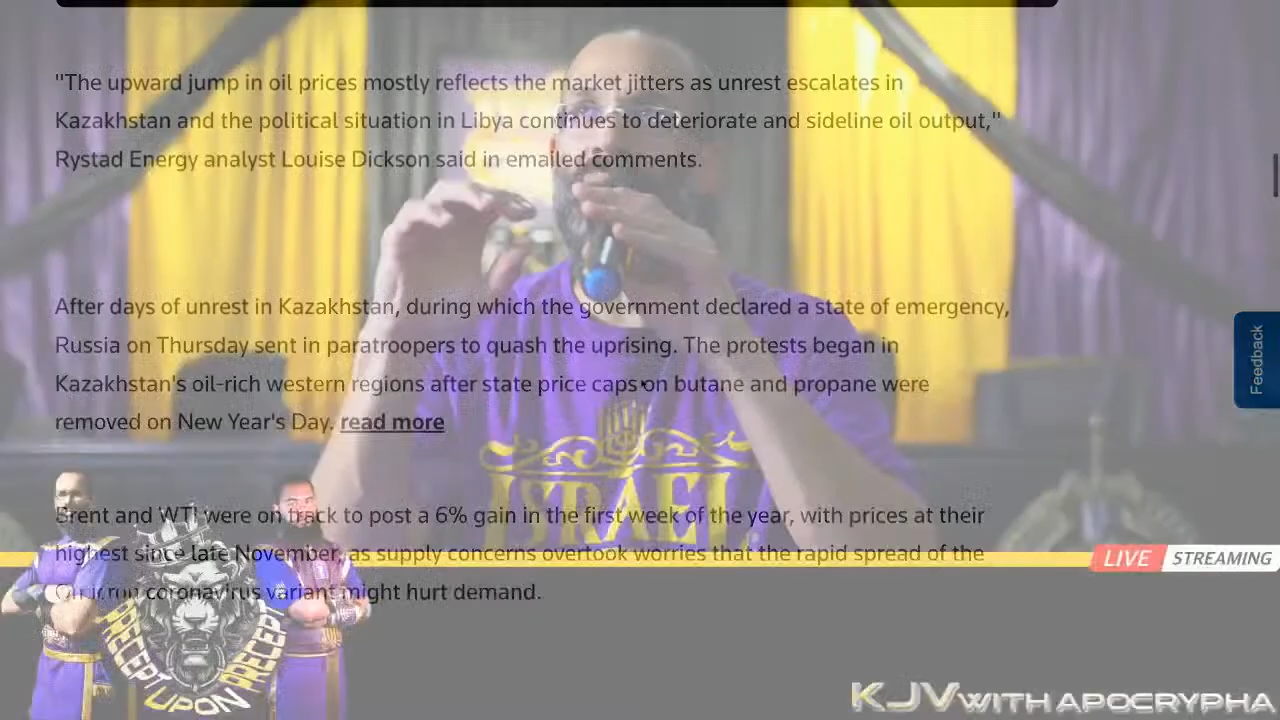 "The upward jump in oil prices mostly reflects the market jitters as unrest escalates in
Kazakhstan and the political situation in Libya continues to deteriorate and sideline oil output,"
Rystad Energy analyst Louise Dickson said in emailed comments.
After days of unrest in Kazakhstan, during which the government declared a state of emergency,
Russia on Thursday sent in paratroopers to quash the uprising. The protests began in
Kazakhstan's oil-rich western regions after state price caps on butane and propane were
removed on New Year's Day. read more
Feedback
ISRAEL
Brent and WTI were on track to post a 6% gain in the first week of the year, with prices at their
highest since late November, as supply concerns overtook worries that the rapid spread of the
Omicron coronavirus variant might hurt demand.
LIVE STREAMING
PRECEPT UPON PRECEPT
KJV WITH APOCRYPHA